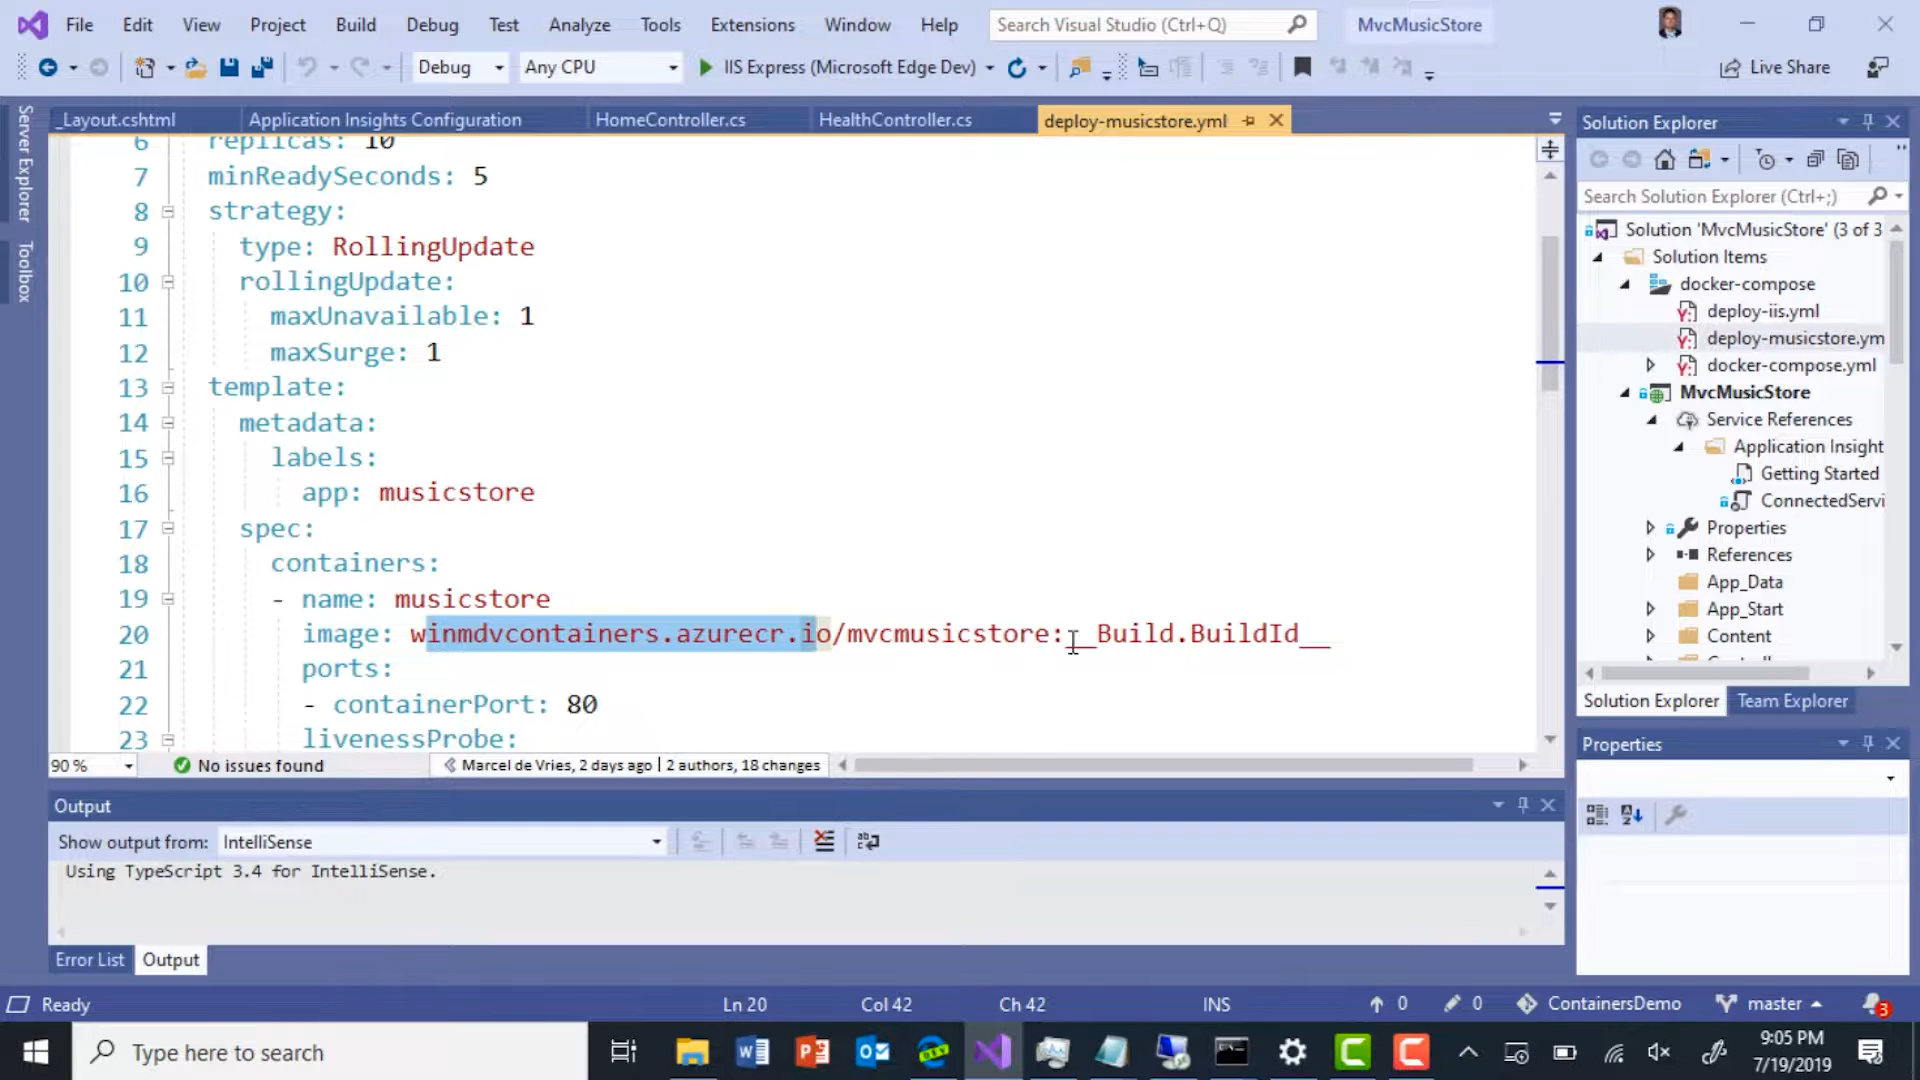 File Edit View Project Build Debug Test Analyze Tools Extensions Window Help Search Visual Studio (Ctrl+Q) MvcMusicStore
Debug Any CPU IIS Express (Microsoft Edge Dev) Live Share
Server Explorer
Toolbox
_Layout.cshtml Application Insights Configuration HomeController.cs HealthController.cs deploy-musicstore.yml
6 replicas: 10
7 minReadySeconds: 5
8 strategy:
9 type: RollingUpdate
10 rollingUpdate:
11 maxUnavailable: 1
12 maxSurge: 1
13 template:
14 metadata:
15 labels:
16 app: musicstore
17 spec:
18 containers:
19 - name: musicstore
20 image: winmdvcontainers.azurecr.io/mvcmusicstore:__Build.BuildId__
21 ports:
22 - containerPort: 80
23 livenessProbe:
90 % No issues found Marcel de Vries, 2 days ago | 2 authors, 18 changes
Output
Show output from: IntelliSense
Using TypeScript 3.4 for IntelliSense.
Error List Output
Solution Explorer
Search Solution Explorer (Ctrl+;)
Solution 'MvcMusicStore' (3 of 3
Solution Items
docker-compose
deploy-iis.yml
deploy-musicstore.ym
docker-compose.yml
MvcMusicStore
Service References
Application Insight
Getting Started
ConnectedServi
Properties
References
App_Data
App_Start
Content
Solution Explorer Team Explorer
Properties
Ready Ln 20 Col 42 Ch 42 INS 0 0 ContainersDemo master 3
Type here to search
9:05 PM
7/19/2019